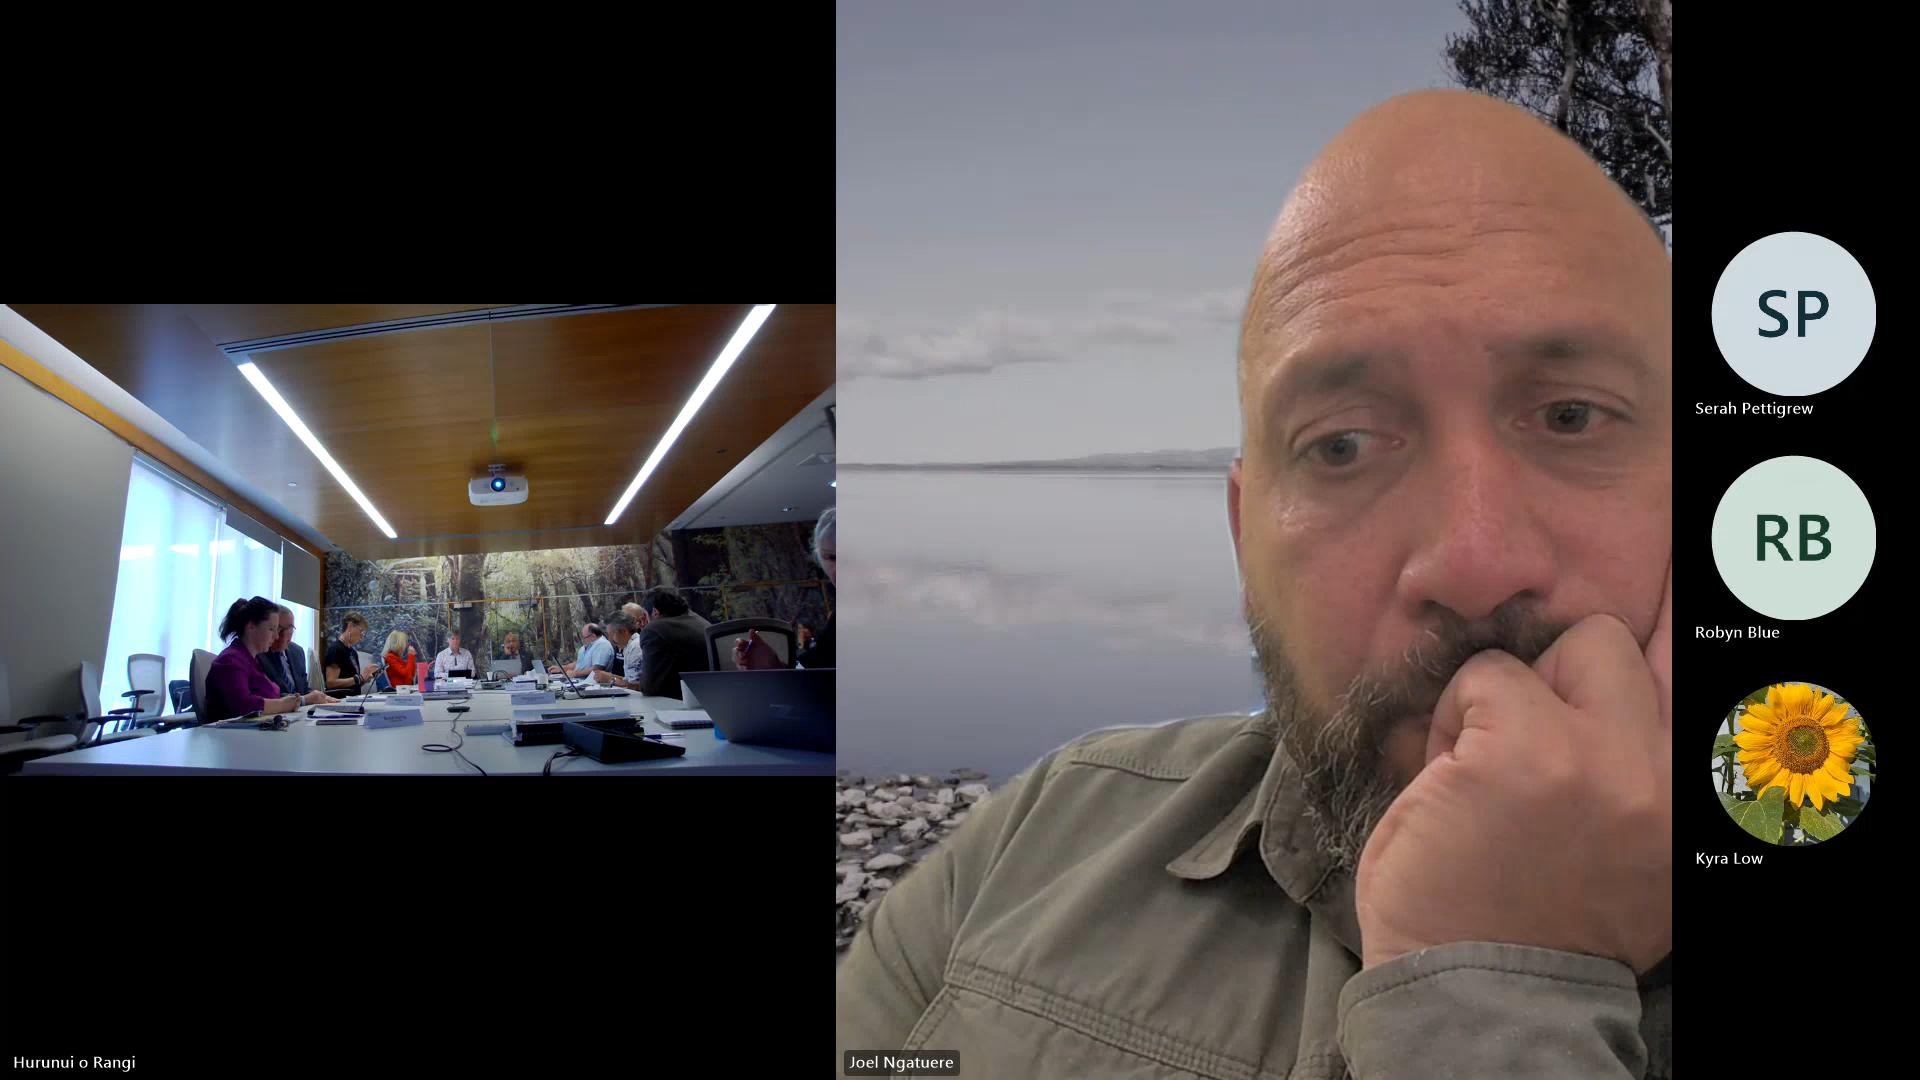 Hurunui o Rangi
Joel Ngatuere
SP
Serah Pettigrew
RB
Robyn Blue
Kyra Low